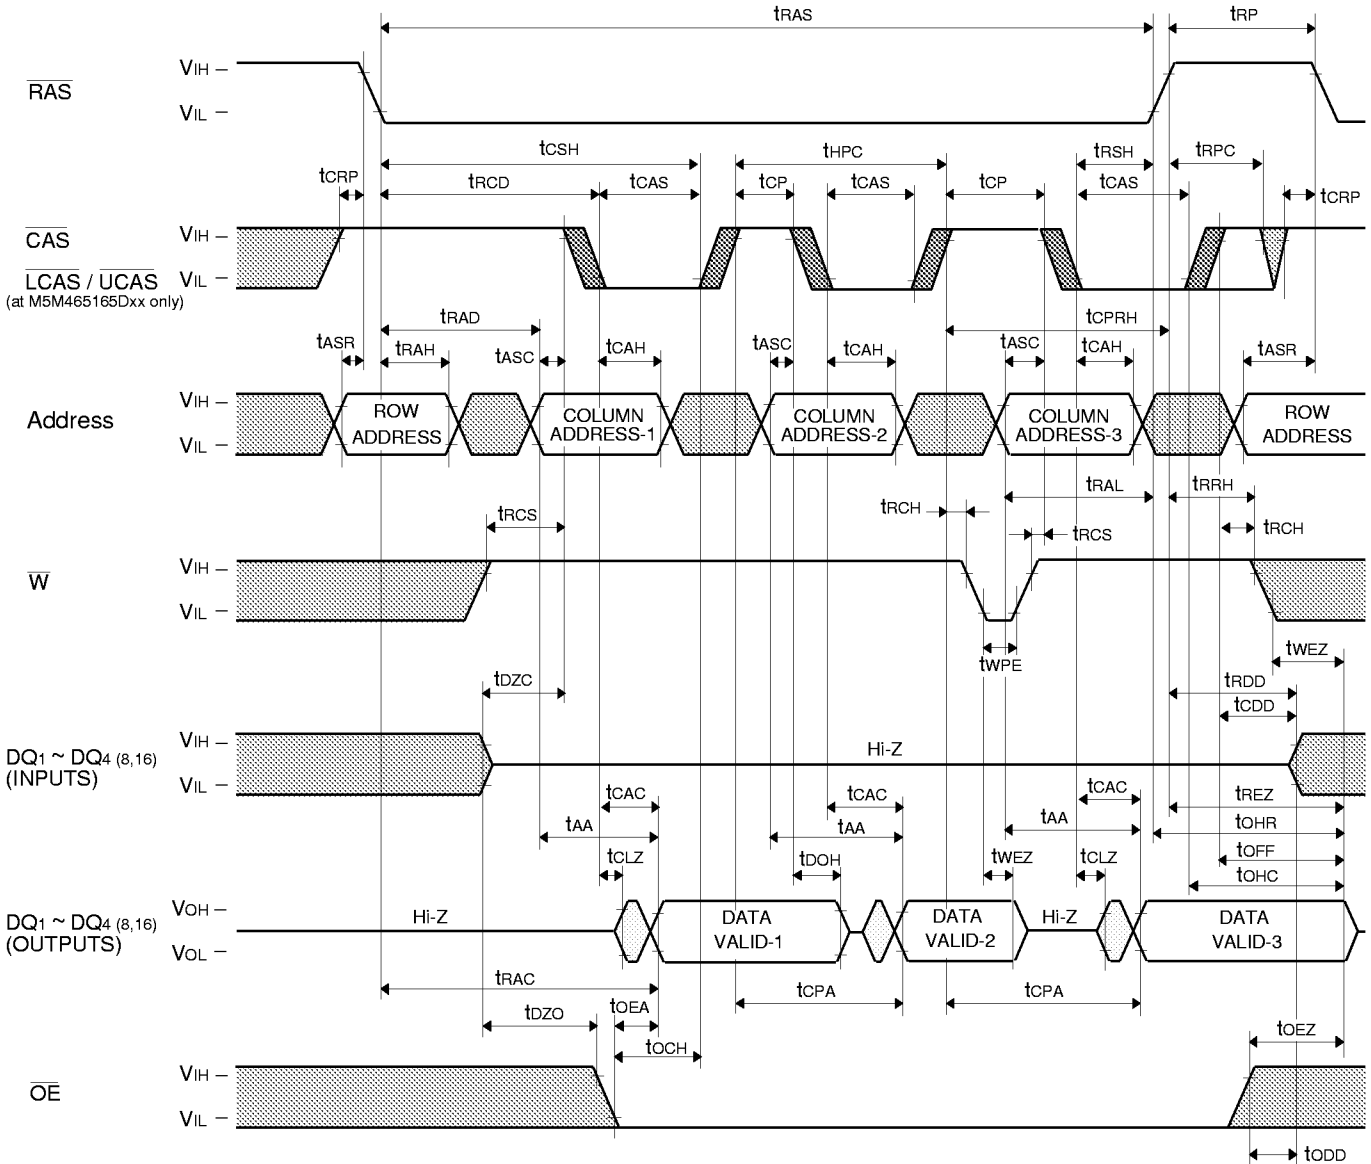 tRAS tRP
VIH
RAS
VIL
tCSH tHPC tRSH tRPC
tCRP tRCD tCAS tCP tCAS tCP tCAS tCRP
CAS
VIH
LCAS / UCAS
VIL
(at M5M465165Dxx only)
tRAD tCPRH
tASR tRAH tASC tCAH tASC tCAH tASC tCAH tASR
Address
VIH
VIL
ROW ADDRESS
COLUMN ADDRESS-1
COLUMN ADDRESS-2
COLUMN ADDRESS-3
ROW ADDRESS
tRAL tRRH
tRCS tRCH tRCS tRCH
W
VIH
VIL
tWPE tWEZ
tDZC tRDD
tCDD
DQ1 ~ DQ4 (8,16)
(INPUTS)
VIH
VIL
Hi-Z
tCAC tCAC tCAC tREZ
tAA tAA tAA tOHR
tCLZ tDOH tWEZ tCLZ tOFF
tOHC
DQ1 ~ DQ4 (8,16)
(OUTPUTS)
VOH
VOL
Hi-Z
DATA VALID-1
DATA VALID-2
Hi-Z
DATA VALID-3
tRAC tCPA tCPA
tDZO tOEA tOEZ
tOCH
OE
VIH
VIL
tODD